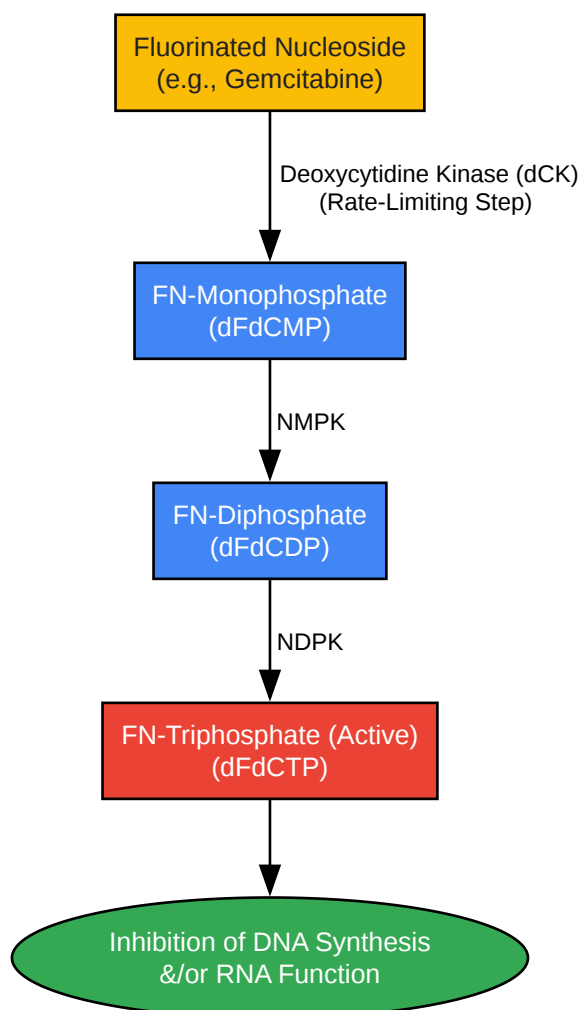 Fluorinated Nucleoside
(e.g., Gemcitabine)
Deoxycytidine Kinase (dCK)
(Rate-Limiting Step)
FN-Monophosphate
(dFdCMP)
NMPK
FN-Diphosphate
(dFdCDP)
NDPK
FN-Triphosphate (Active)
(dFdCTP)
Inhibition of DNA Synthesis
&/or RNA Function